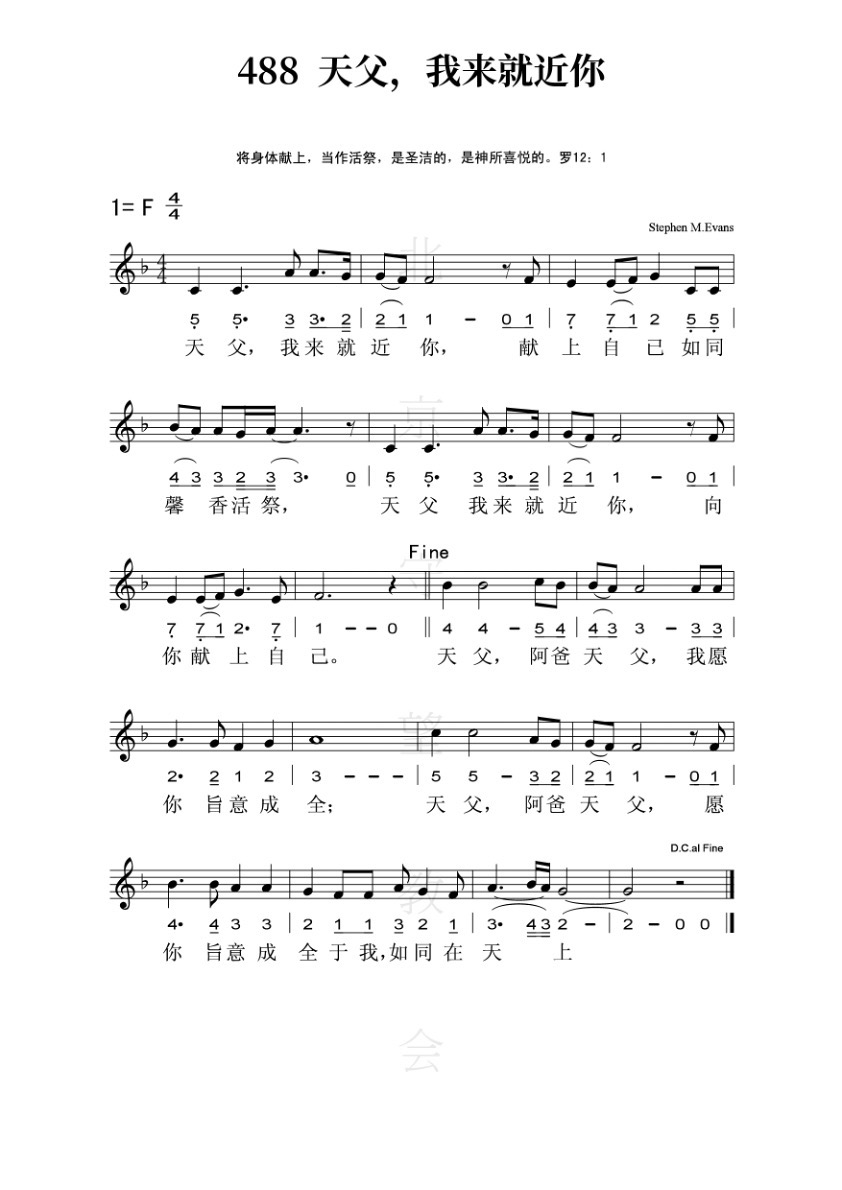 488 天父，我来就近你
将身体献上，当作活祭，是圣洁的，是神所喜悦的。罗12：1
1= F 4/4
Stephen M.Evans
5 5• 3 3• 2 | 2 1 1 – 0 1 | 7 7 1 2 5 5 |
天 父， 我 来 就 近 你， 献 上 自 己 如 同
4 3 3 2 3 3• 0 | 5 5• 3 3• 2 | 2 1 1 – 0 1 |
馨 香 活 祭， 天 父 我 来 就 近 你， 向
Fine
7 7 1 2• 7 | 1 – – 0 || 4 4 – 5 4 | 4 3 3 – 3 3 |
你 献 上 自 己。 天 父， 阿 爸 天 父， 我 愿
2• 2 1 2 | 3 – – – | 5 5 – 3 2 | 2 1 1 – 0 1 |
你 旨 意 成 全； 天 父， 阿 爸 天 父， 愿
D.C.al Fine
4• 4 3 3 | 2 1 1 3 2 1 | 3• 4 3 2 – | 2 – 0 0 ||
你 旨 意 成 全 于 我，如 同 在 天 上
北
京
守
望
教
会